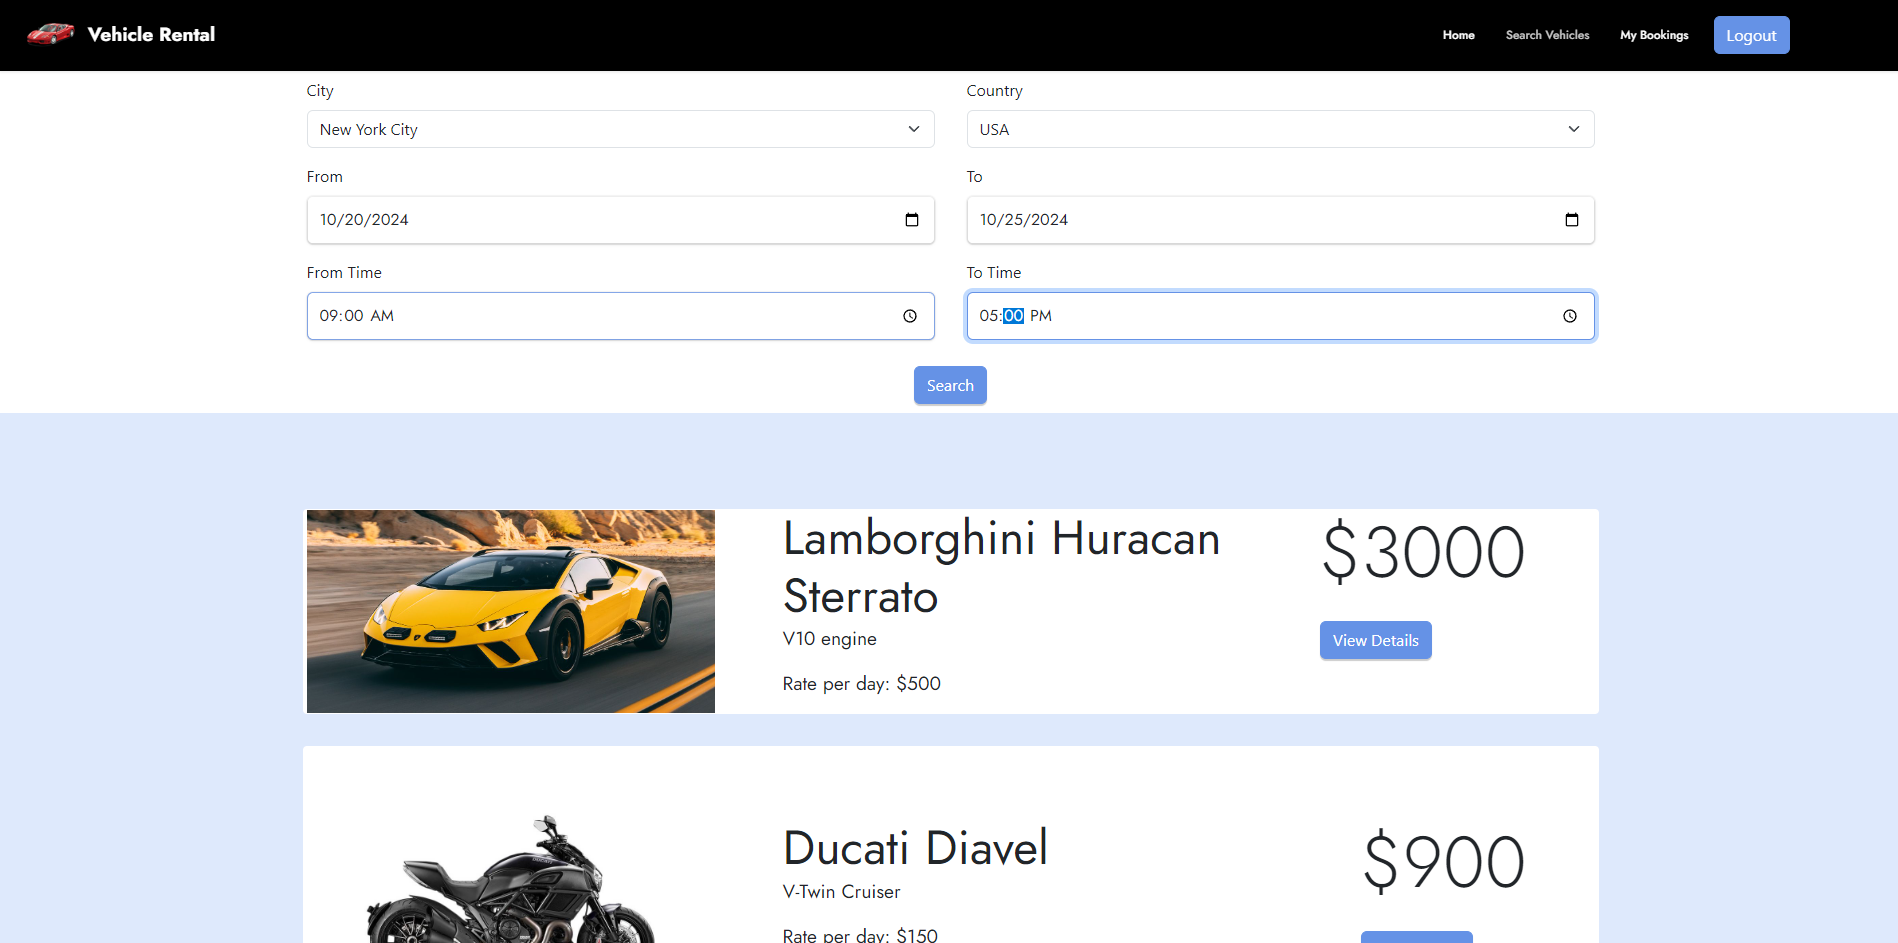 Vehicle Rental
Home
Search Vehicles
My Bookings
Logout
City
Country
New York City
USA
From
To
10/20/2024
10/25/2024
From Time
To Time
09:00 AM
05:00 PM
Search
Lamborghini Huracan
Sterrato
V10 engine
Rate per day: $500
$3000
View Details
Ducati Diavel
V-Twin Cruiser
Rate per day: $150
$900